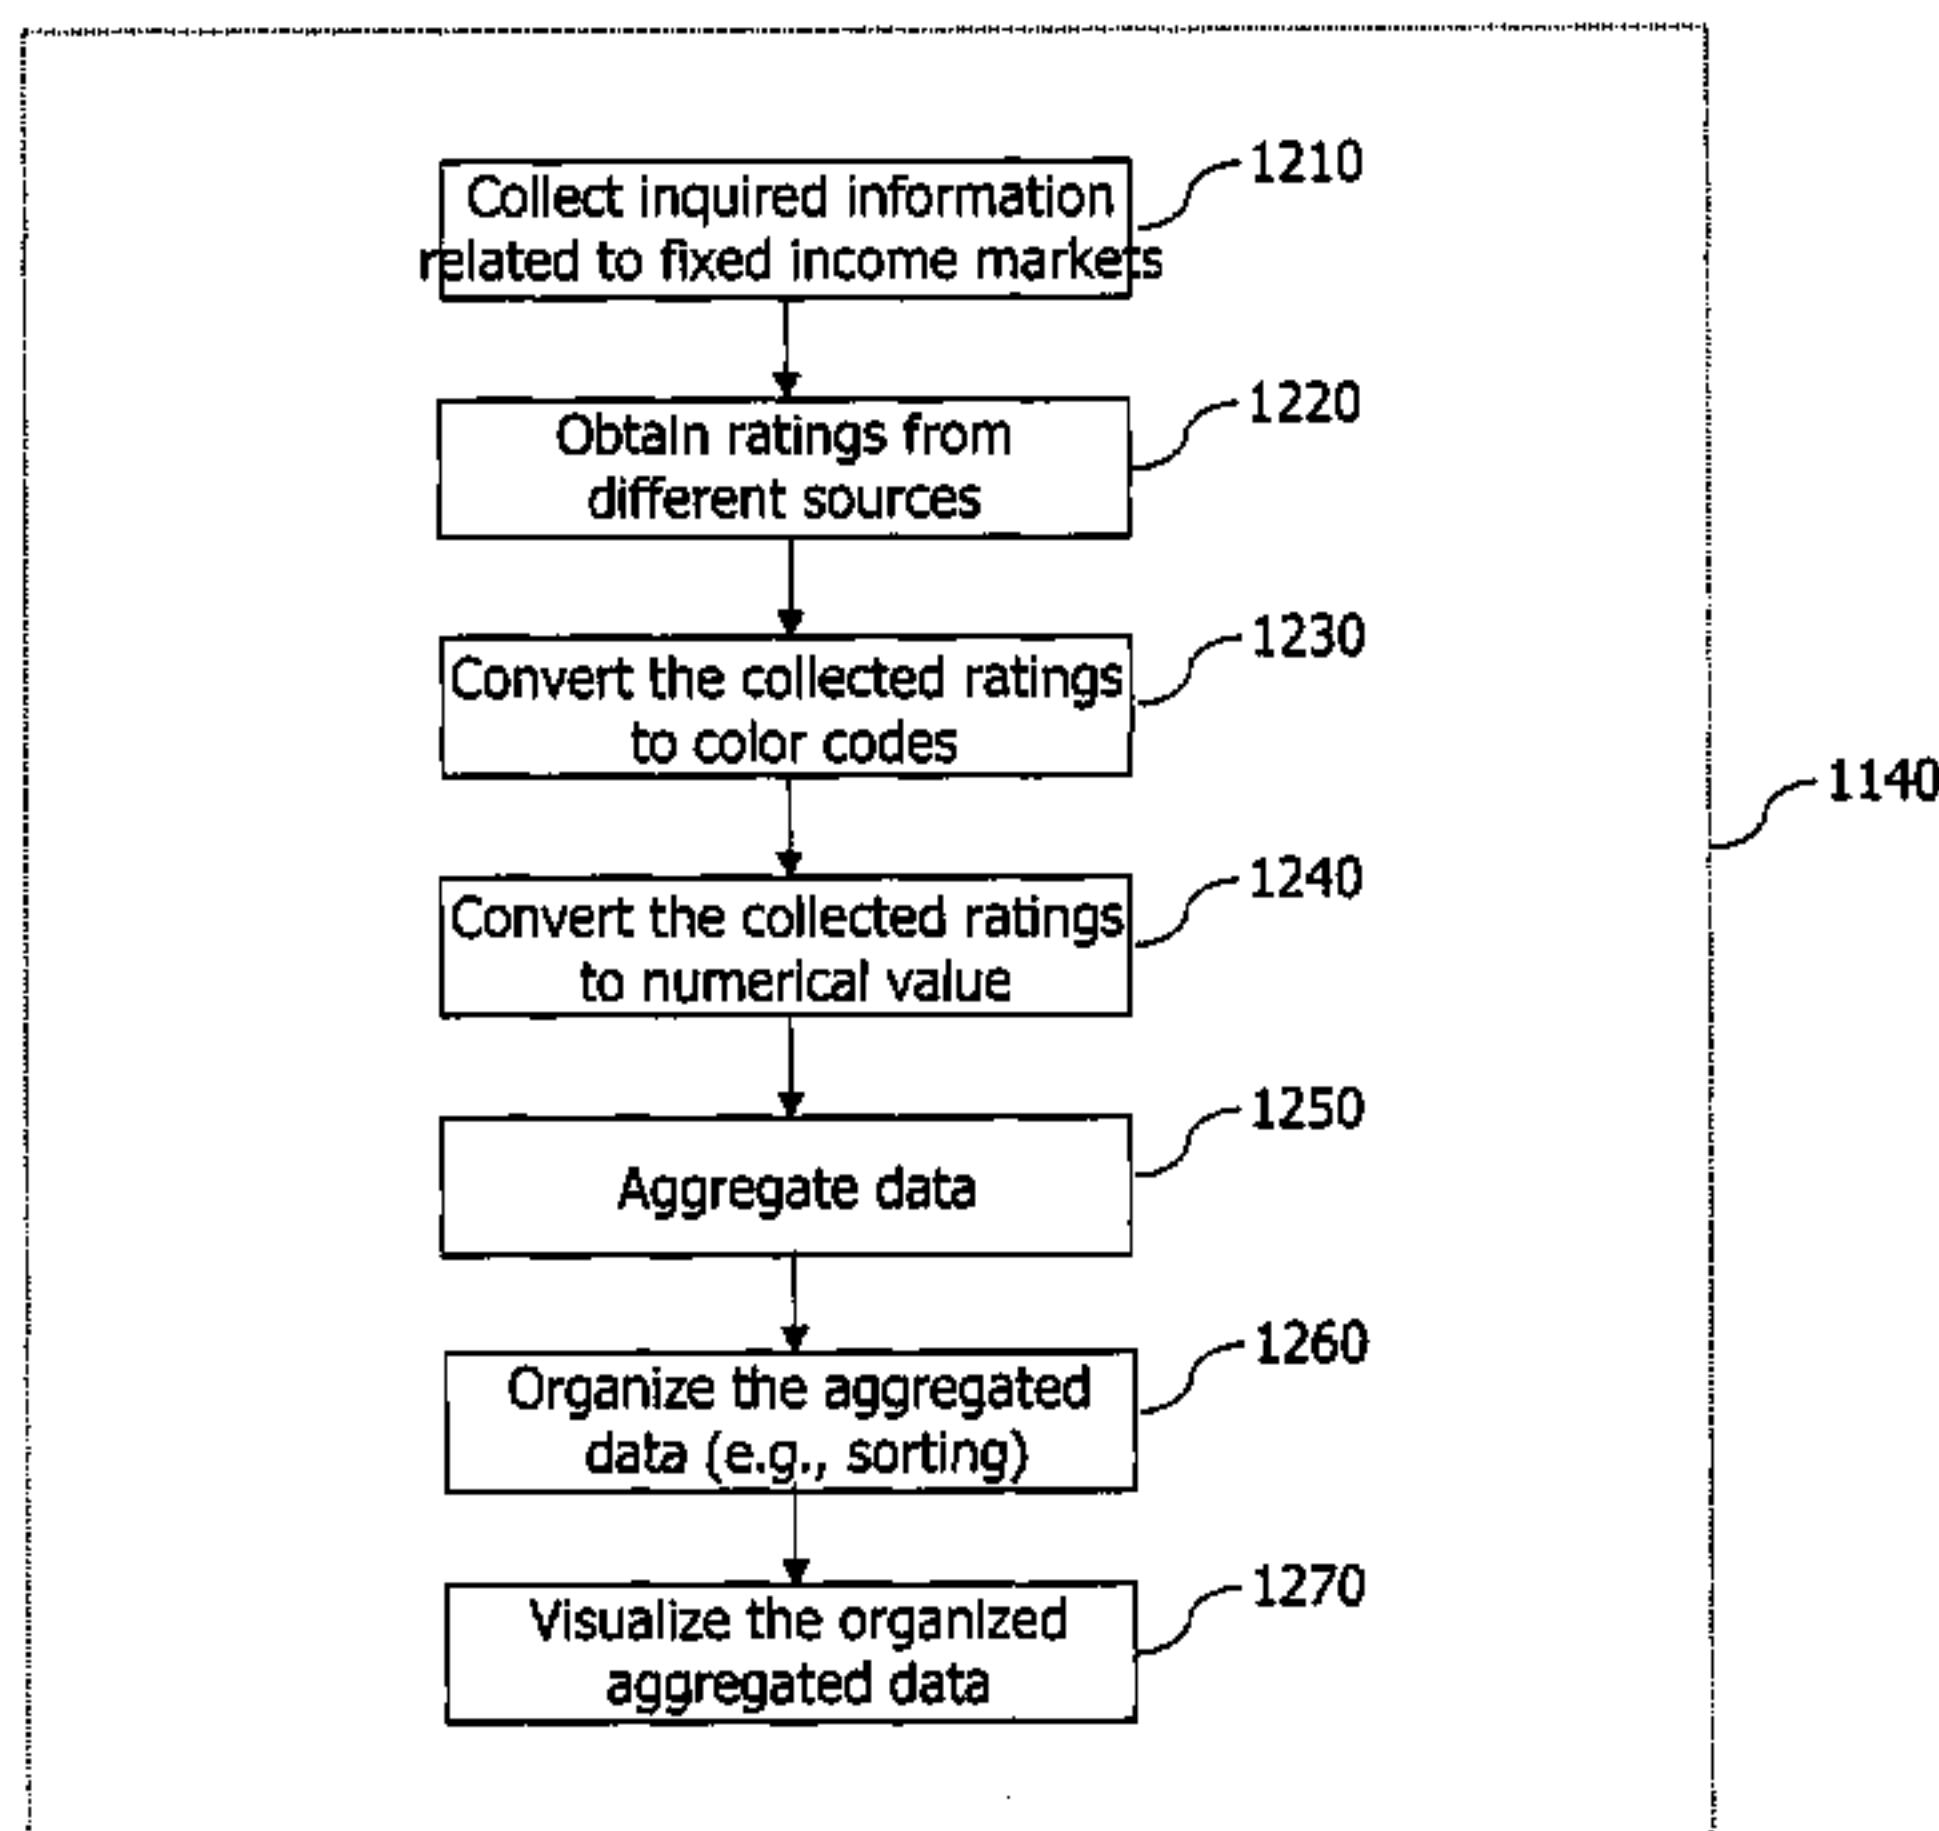 1210
Collect inquired information
related to fixed income markets
1220
Obtain ratings from
different sources
1230
Convert the collected ratings
to color codes
1140
1240
Convert the collected ratings
to numerical value
1250
Aggregate data
1260
Organize the aggregated
data (e.g., sorting)
1270
Visualize the organized
aggregated data